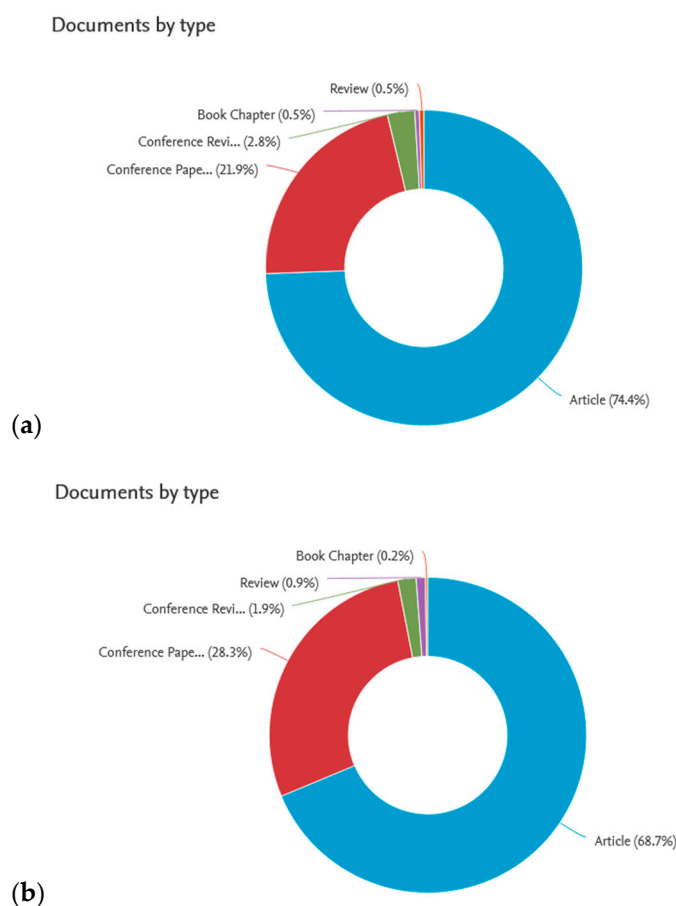 Documents by type
Review (0.5%)
Book Chapter (0.5%)
Conference Revi... (2.8%)
Conference Pape... (21.9%)
Article (74.4%)
(a)
Documents by type
Book Chapter (0.2%)
Review (0.9%)
Conference Revi... (1.9%)
Conference Pape... (28.3%)
Article (68.7%)
(b)